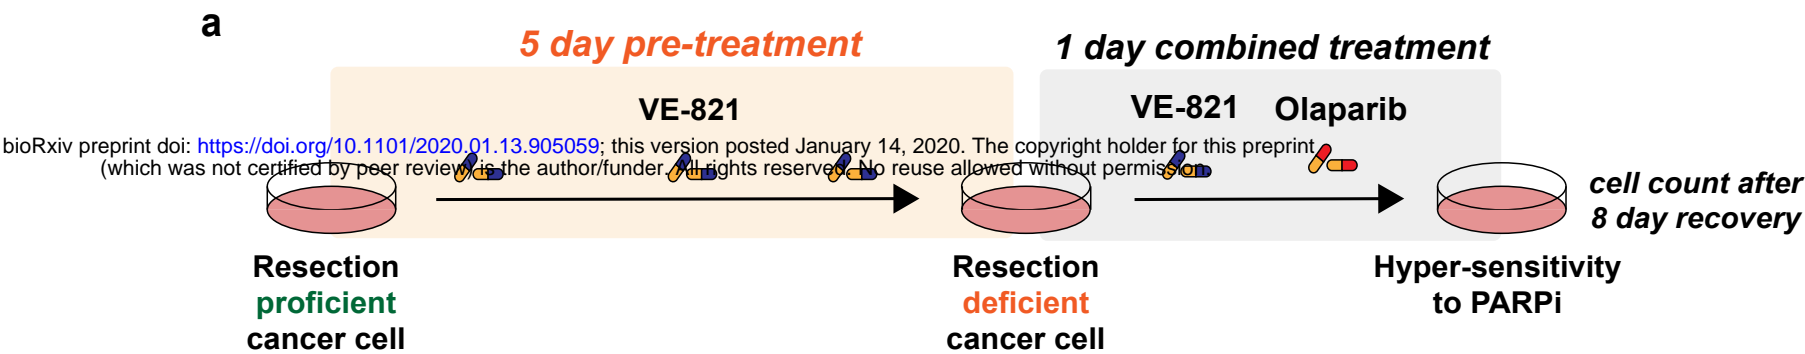 a
5 day pre-treatment
1 day combined treatment
VE-821
VE-821 Olaparib
bioRxiv preprint doi: https://doi.org/10.1101/2020.01.13.905059; this version posted January 14, 2020. The copyright holder for this preprint
(which was not certified by peer review) is the author/funder. All rights reserved. No reuse allowed without permission.
cell count after
8 day recovery
Resection
proficient
cancer cell
Resection
deficient
cancer cell
Hyper-sensitivity
to PARPi